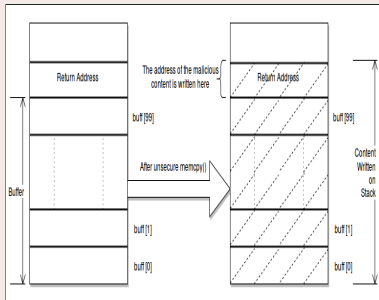 Return Address
buff [99]
Buffer
buff [1]
buff [0]
The address of the malicious
content is written here
After unsecure memcpy()
Return Address
buff [99]
Content
Written
on
Stack
buff [1]
buff [0]